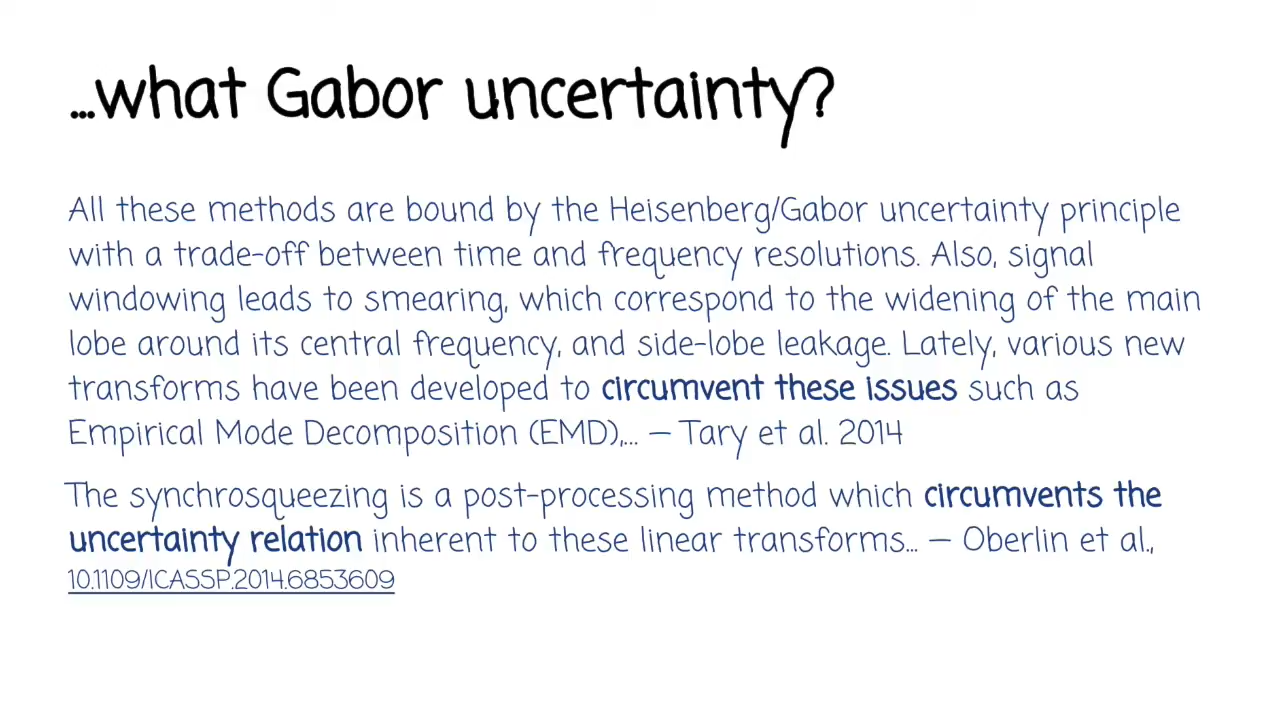 ...what Gabor uncertainty?
All these methods are bound by the Heisenberg/Gabor uncertainty principle
with a trade-off between time and frequency resolutions. Also, signal
windowing leads to smearing, which correspond to the widening of the main
lobe around its central frequency, and side-lobe leakage. Lately, various new
transforms have been developed to circumvent these issues such as
Empirical Mode Decomposition (EMD),... — Tary et al. 2014
The synchrosqueezing is a post-processing method which circumvents the
uncertainty relation inherent to these linear transforms... — Oberlin et al.,
10.1109/ICASSP.2014.6853609